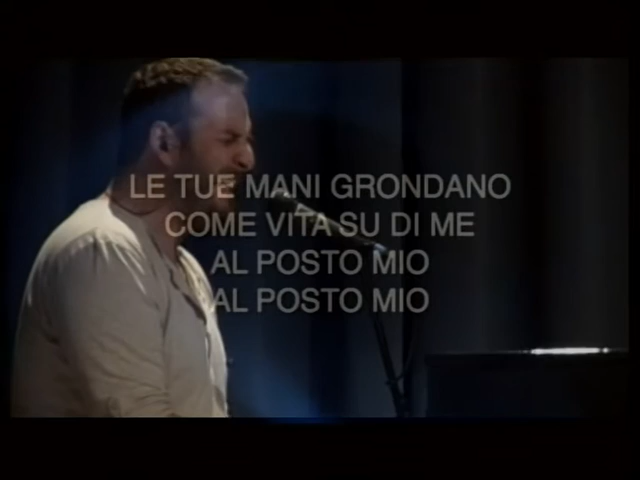 LE TUE MANI GRONDANO
COME VITA SU DI ME
AL POSTO MIO
AL POSTO MIO